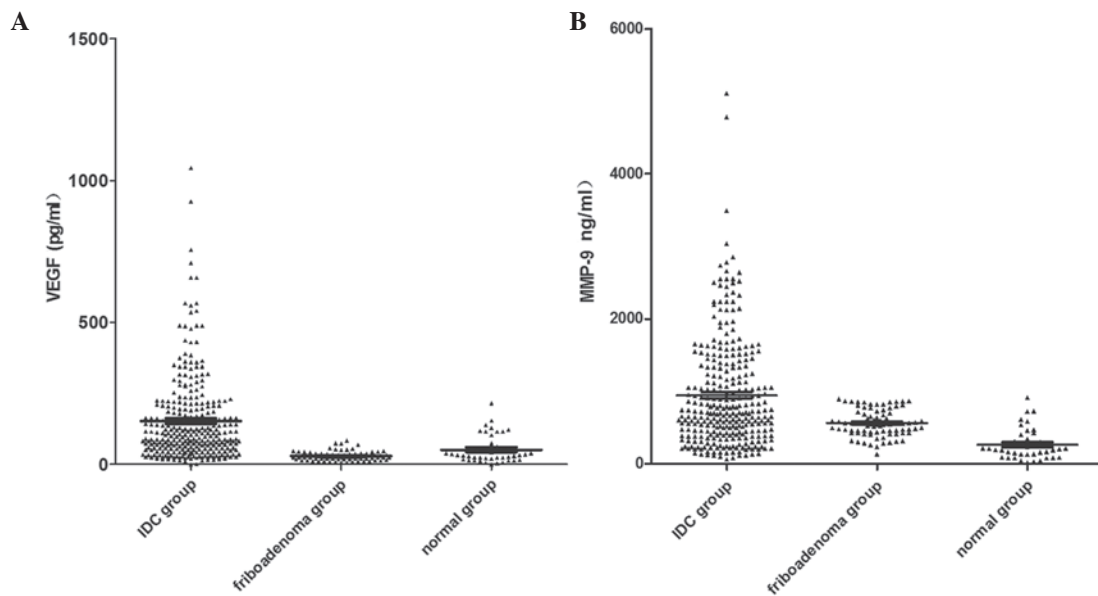 A
1500
1000
500
0
VEGF (pg/ml）
IDC group
friboadenoma group
normal group
B
6000
4000
2000
0
MMP-9 ng/ml）
IDC group
friboadenoma group
normal group